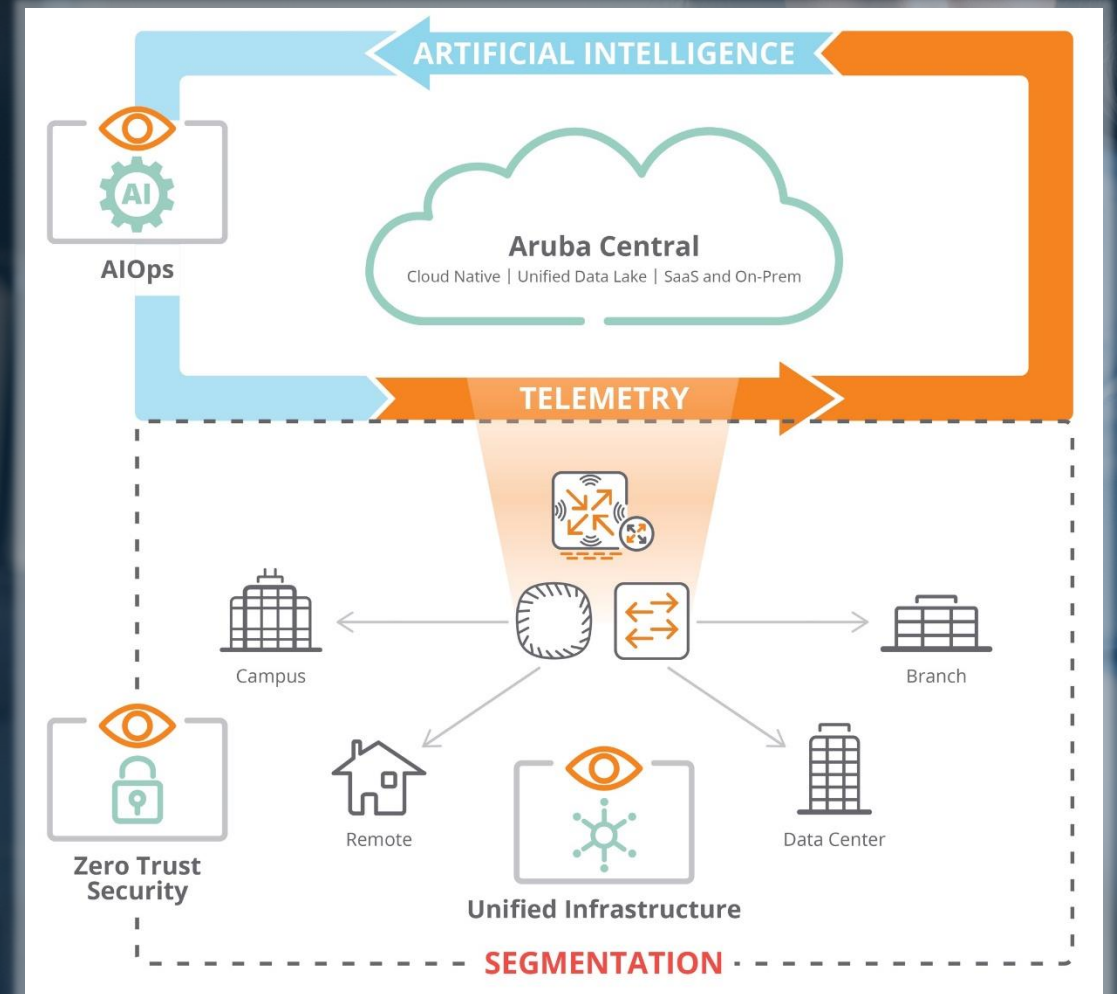 ARTIFICIAL INTELLIGENCE
AI
AIOps
Aruba Central
Cloud Native | Unified Data Lake | SaaS and On-Prem
TELEMETRY
Campus
Branch
Remote
Data Center
Zero Trust
Security
Unified Infrastructure
SEGMENTATION